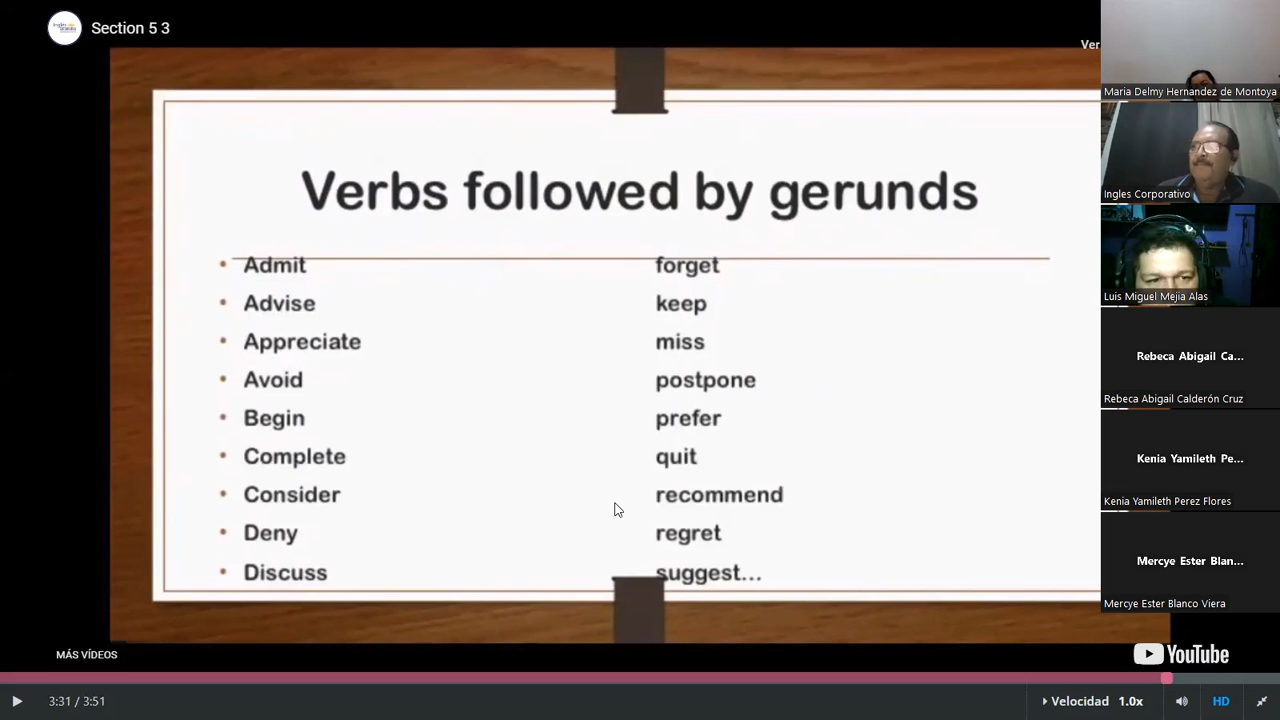 Section 5 3
Ver
Verbs followed by gerunds
• Admit
• Advise
• Appreciate
• Avoid
• Begin
• Complete
• Consider
• Deny
• Discuss
forget
keep
miss
postpone
prefer
quit
recommend
regret
suggest...
Maria Delmy Hernandez de Montoya
Ingles Corporativo
Luis Miguel Mejia Alas
Rebeca Abigail Ca...
Rebeca Abigail Calderón Cruz
Kenia Yamileth Pe...
Kenia Yamileth Perez Flores
Mercye Ester Blan...
Mercye Ester Blanco Viera
MÁS VÍDEOS
YouTube
3:31 / 3:51
Velocidad 1.0x
HD